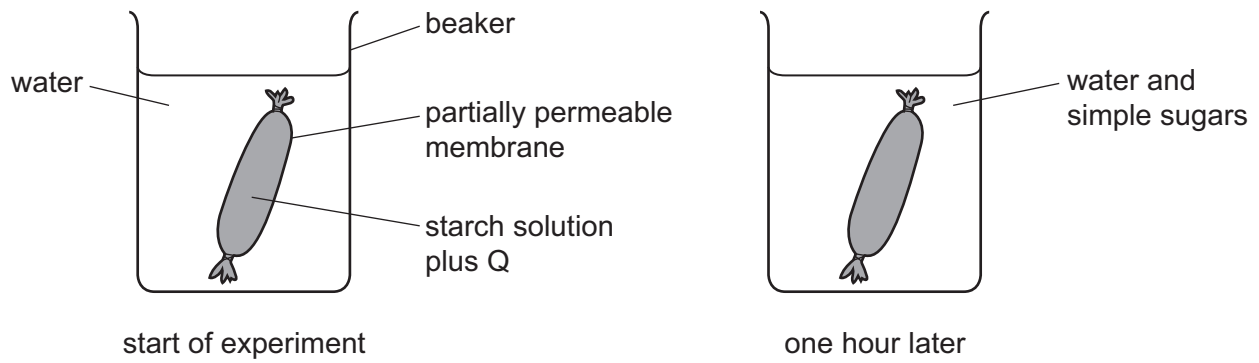 beaker
water
partially permeable
membrane
starch solution
plus Q
start of experiment
water and
simple sugars
one hour later